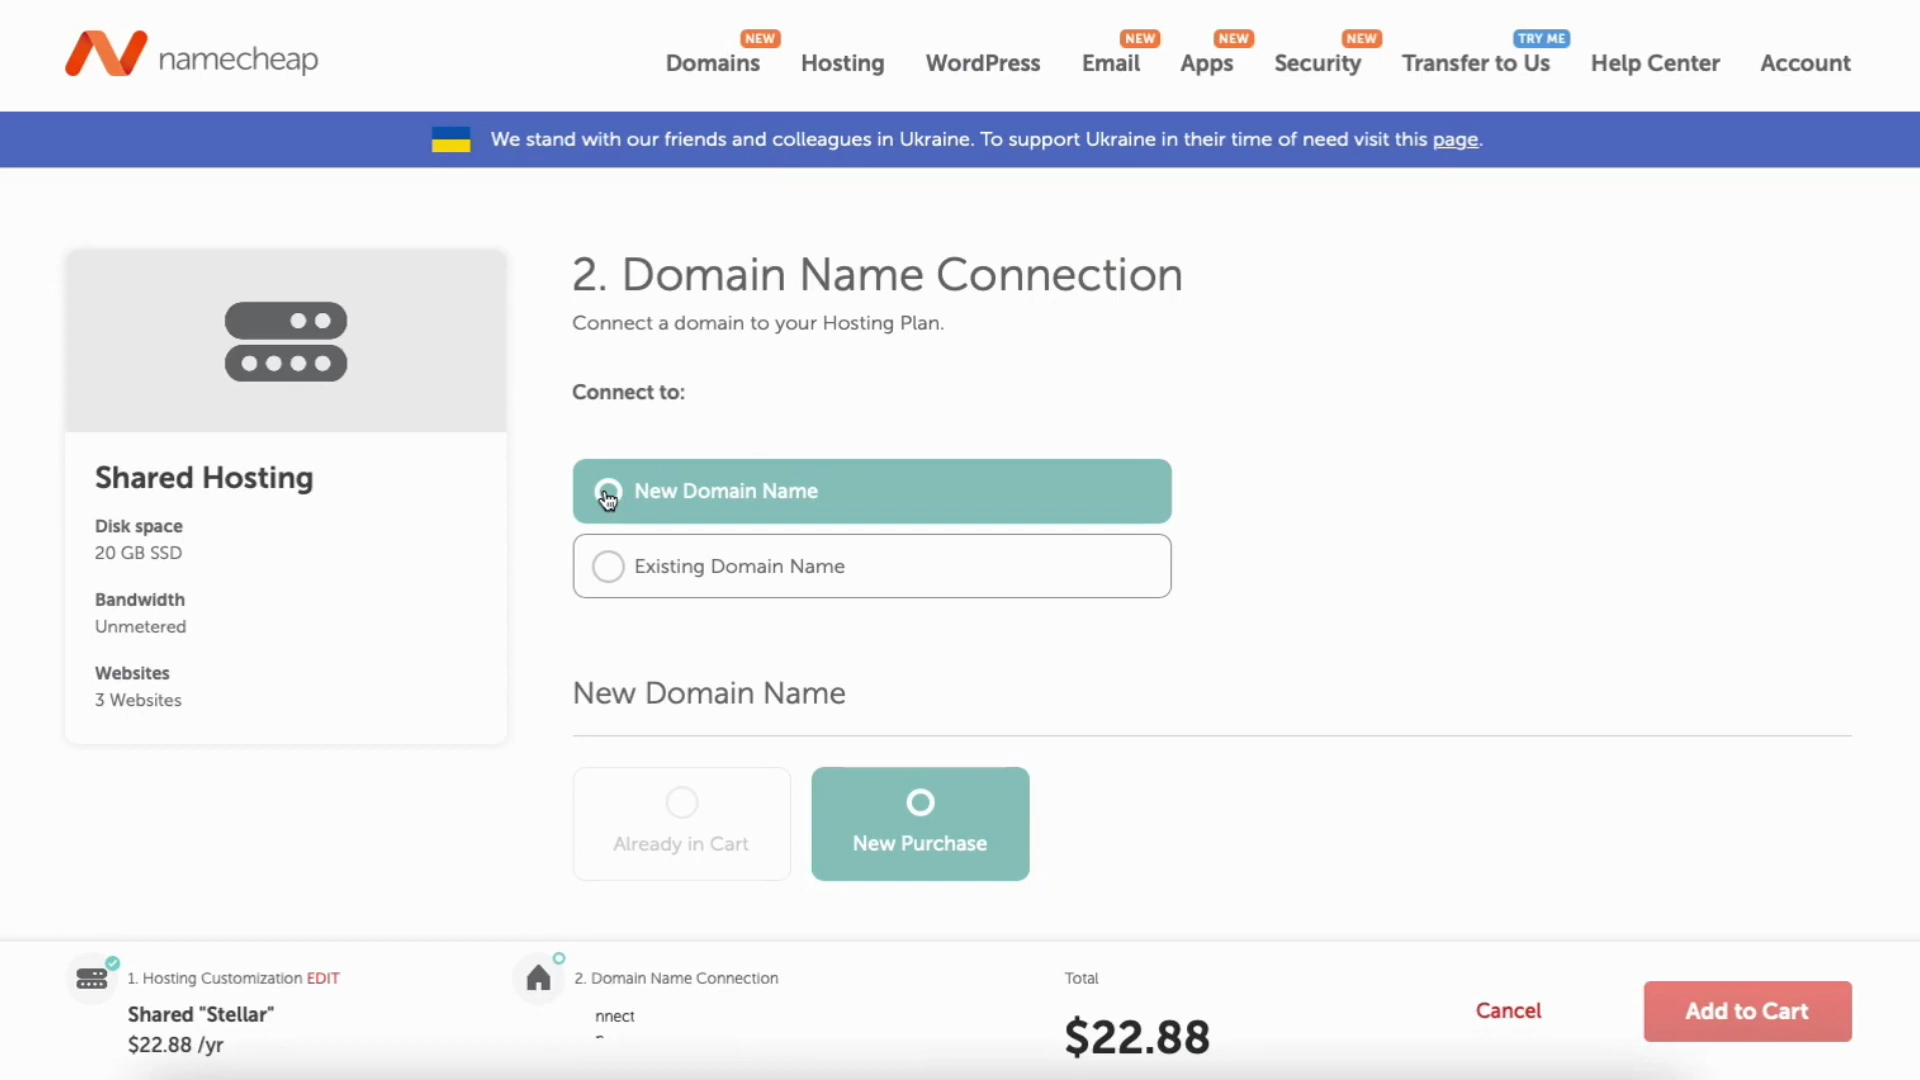 namecheap
NEW NEW NEW NEW TRY ME
Domains Hosting WordPress Email Apps Security Transfer to Us Help Center Account
We stand with our friends and colleagues in Ukraine. To support Ukraine in their time of need visit this page.
2. Domain Name Connection
Connect a domain to your Hosting Plan.
Connect to:
New Domain Name
Existing Domain Name
Shared Hosting
Disk space
20 GB SSD
Bandwidth
Unmetered
Websites
3 Websites
New Domain Name
Already in Cart
New Purchase
1. Hosting Customization EDIT
Shared "Stellar"
$22.88 /yr
2. Domain Name Connection
nnect
Total
$22.88
Cancel
Add to Cart